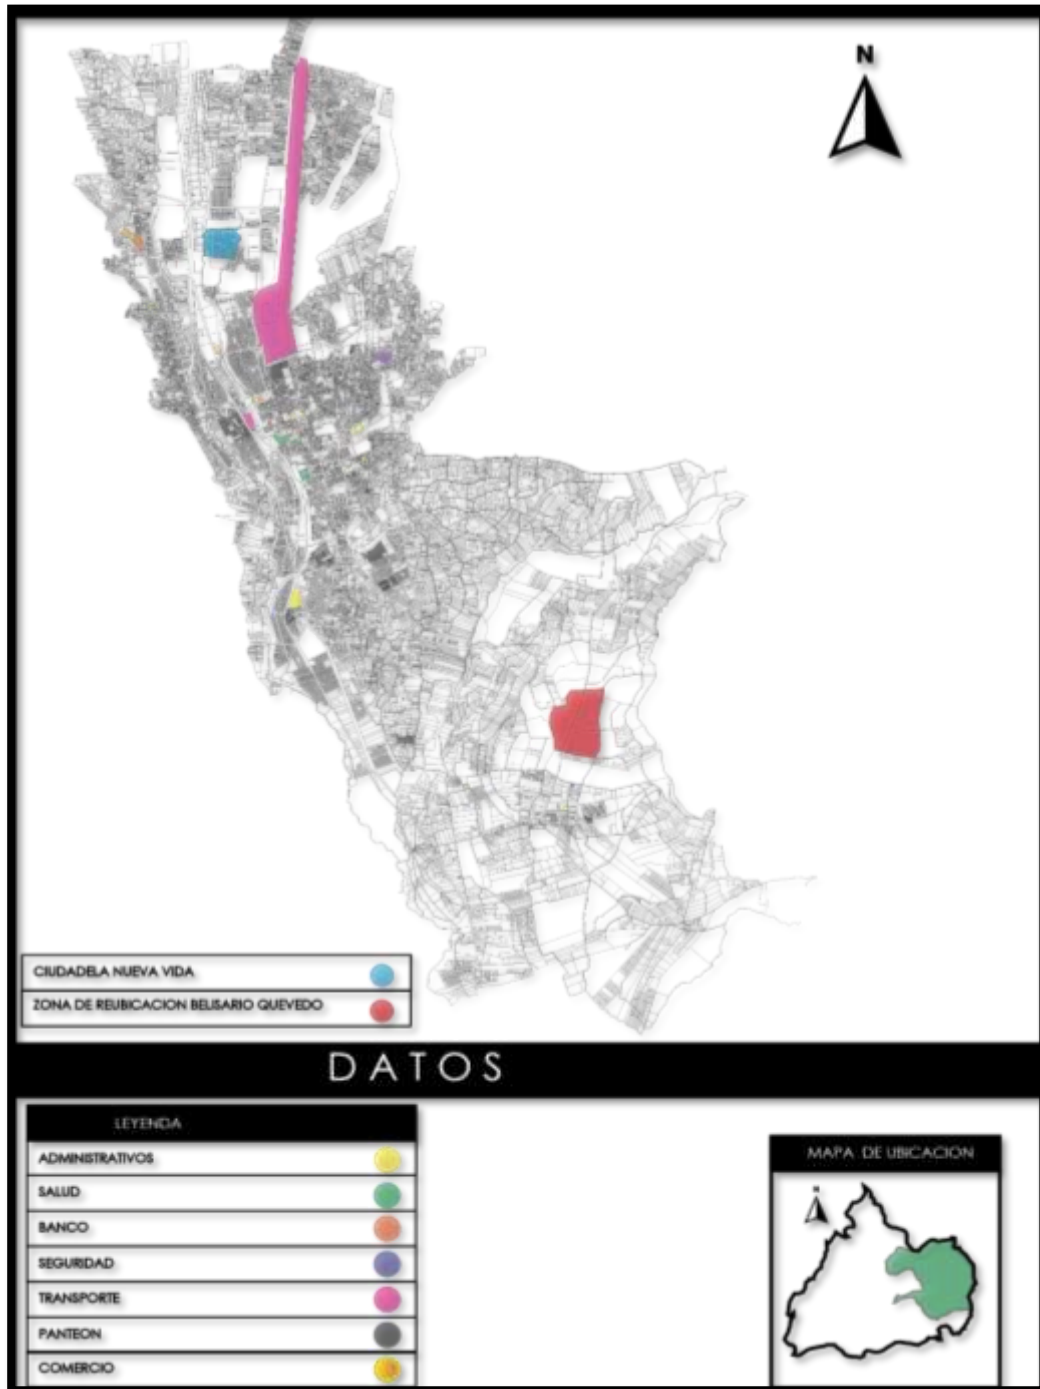 N
CIUDADELA NUEVA VIDA
ZONA DE REUBICACION BELISARIO QUEVEDO
DATOS
LEYENDA
ADMINISTRATIVOS
SALUD
BANCO
SEGURIDAD
TRANSPORTE
PANTEON
COMERCIO
MAPA DE UBICACION
N